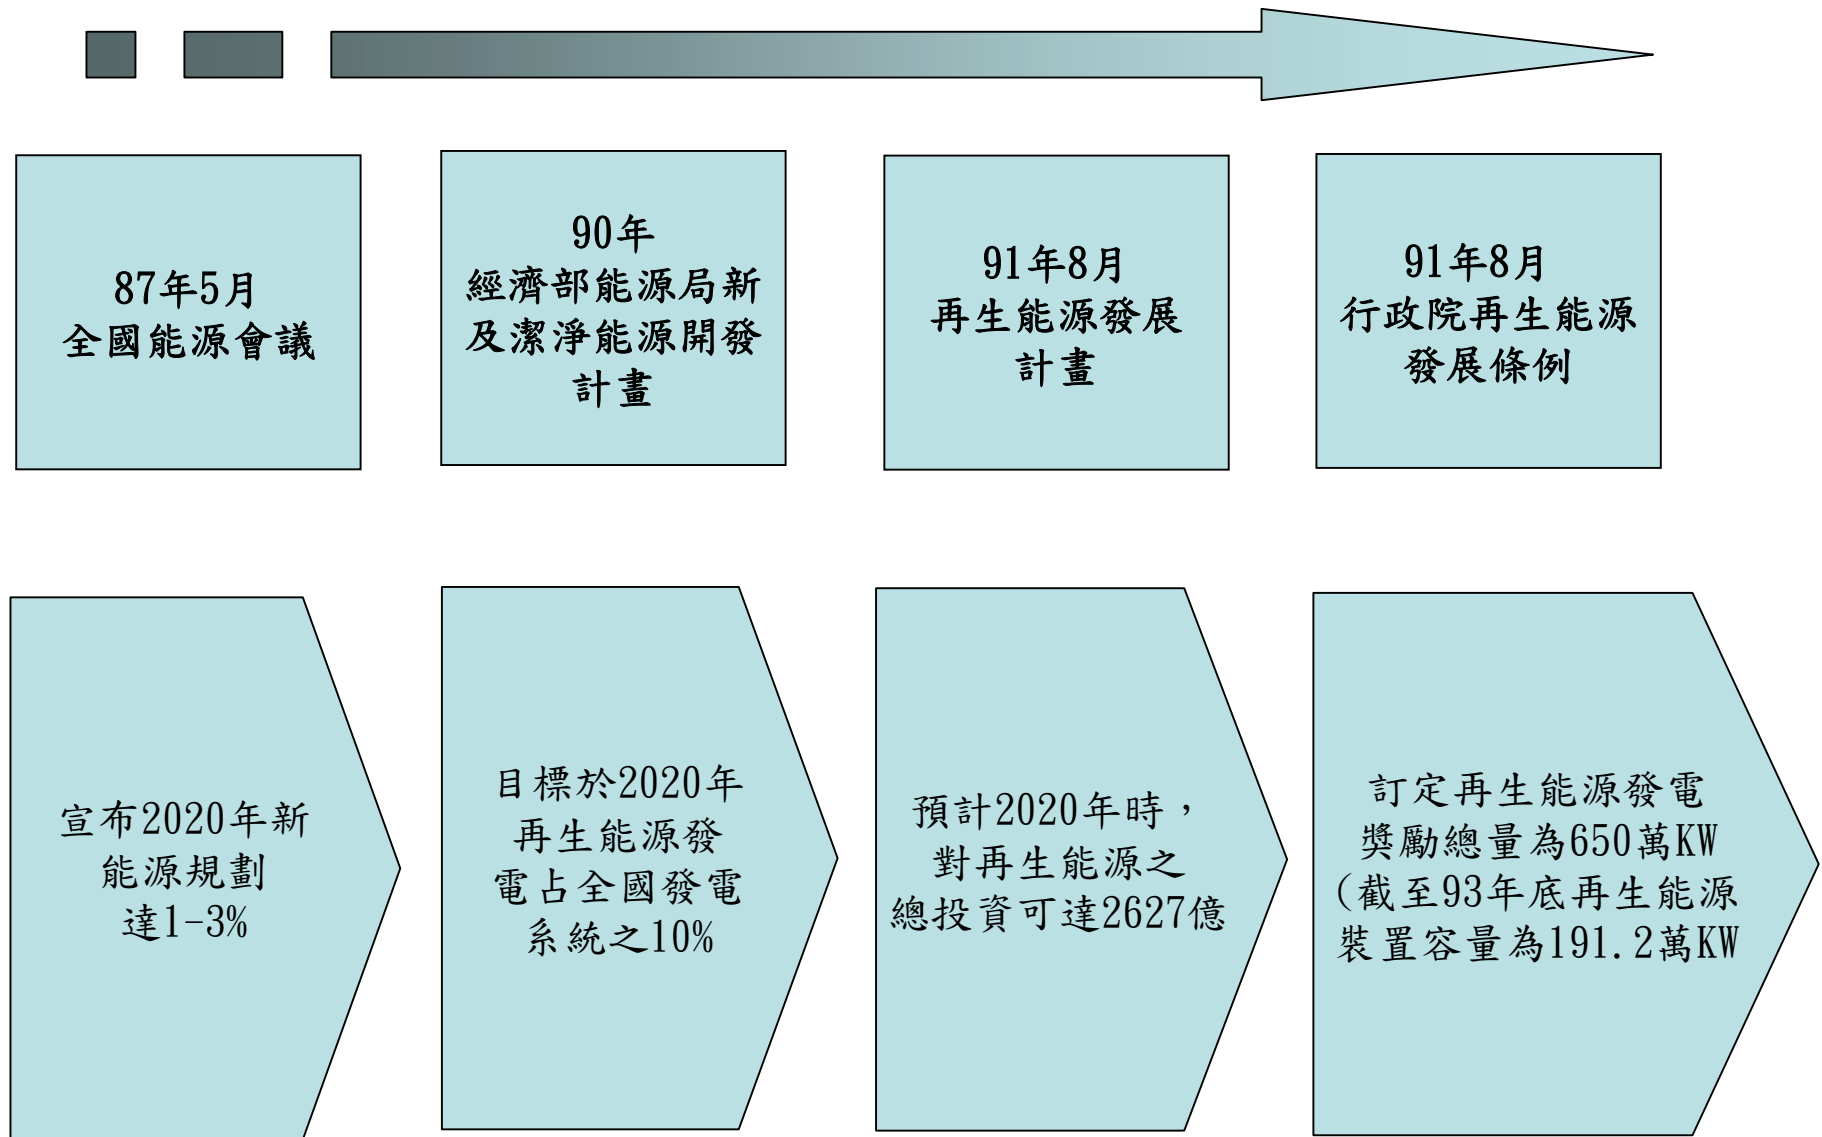 87年5月
全國能源會議
90年
經濟部能源局新
及潔淨能源開發
計畫
91年8月
再生能源發展
計畫
91年8月
行政院再生能源
發展條例
宣布2020年新
能源規劃
達1-3%
目標於2020年
再生能源發
電占全國發電
系統之10%
預計2020年時，
對再生能源之
總投資可達2627億
訂定再生能源發電
獎勵總量為650萬KW
(截至93年底再生能源
裝置容量為191.2萬KW